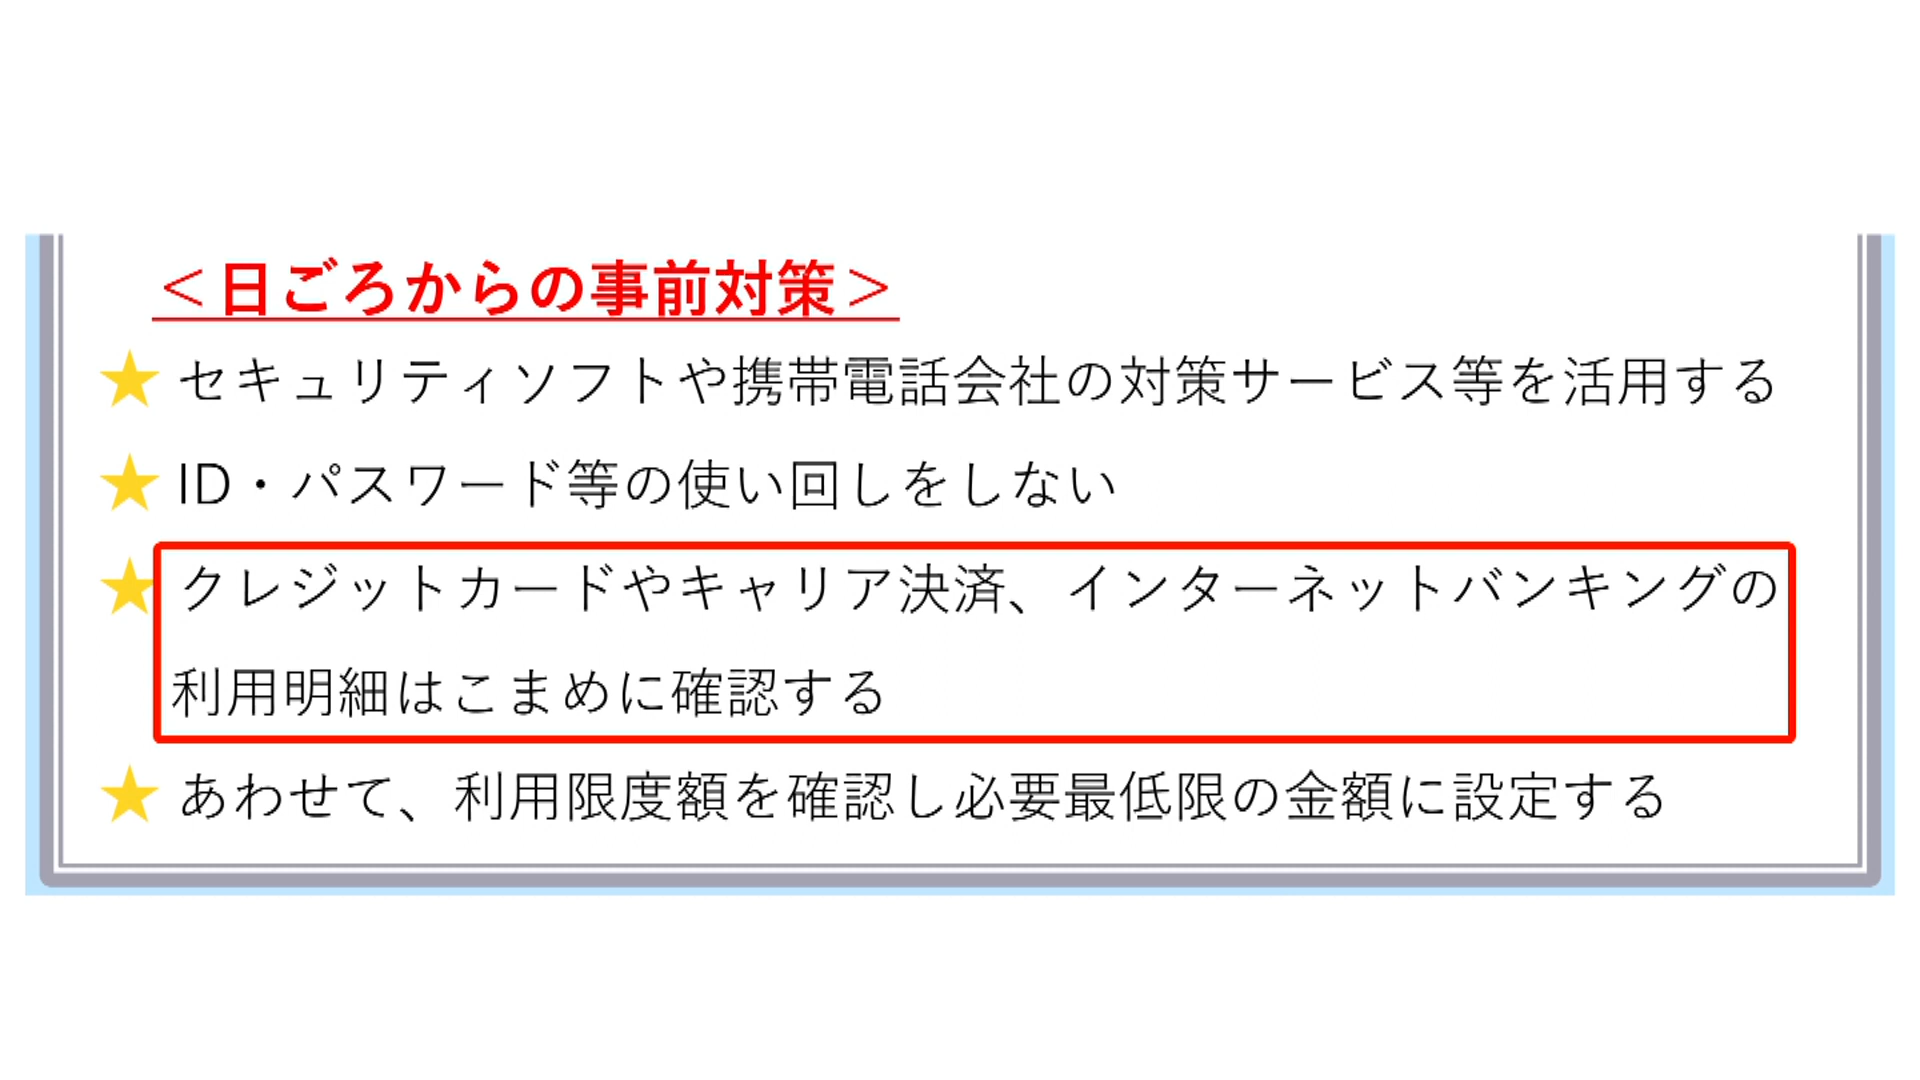 ＜日ごろからの事前対策＞
★ セキュリティソフトや携帯電話会社の対策サービス等を活用する
★ ID・パスワード等の使い回しをしない
★ クレジットカードやキャリア決済、インターネットバンキングの
利用明細はこまめに確認する
★ あわせて、利用限度額を確認し必要最低限の金額に設定する